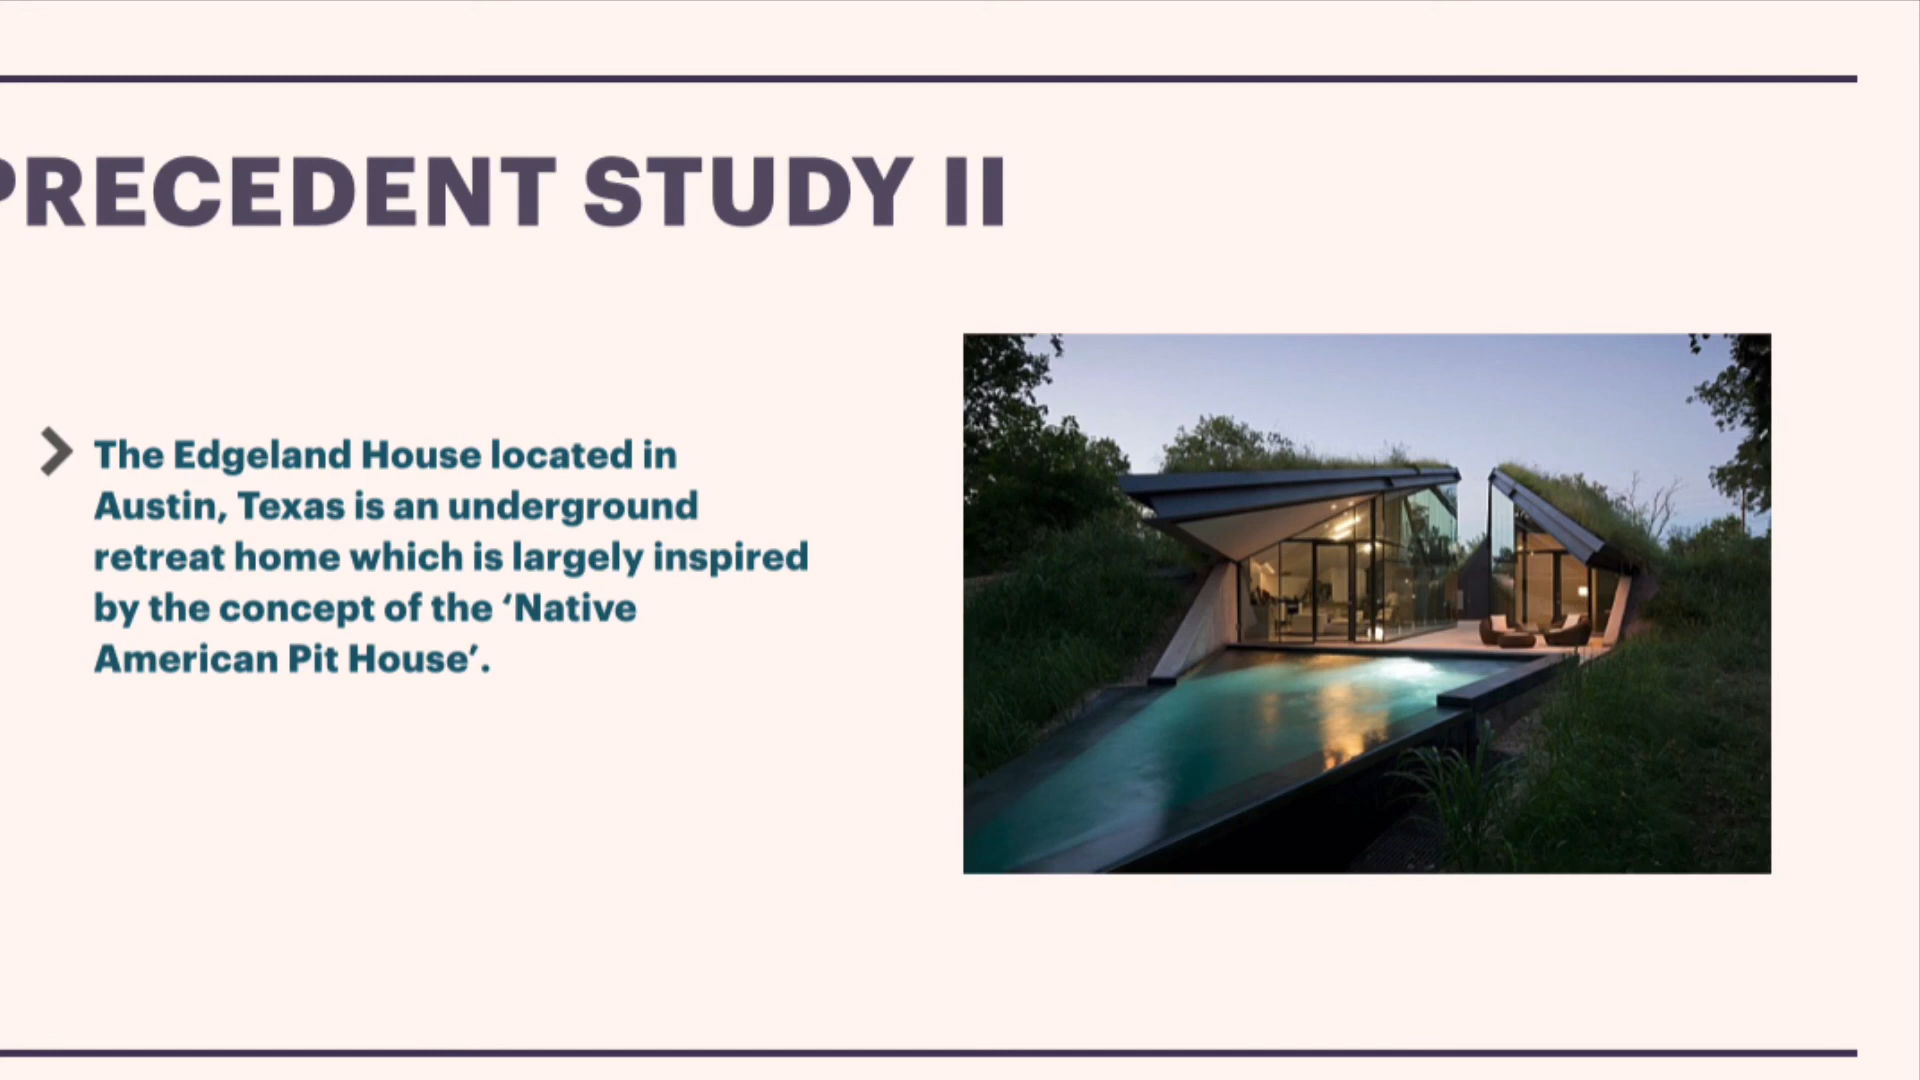 PRECEDENT STUDY II
The Edgeland House located in
Austin, Texas is an underground
retreat home which is largely inspired
by the concept of the ‘Native
American Pit House’.